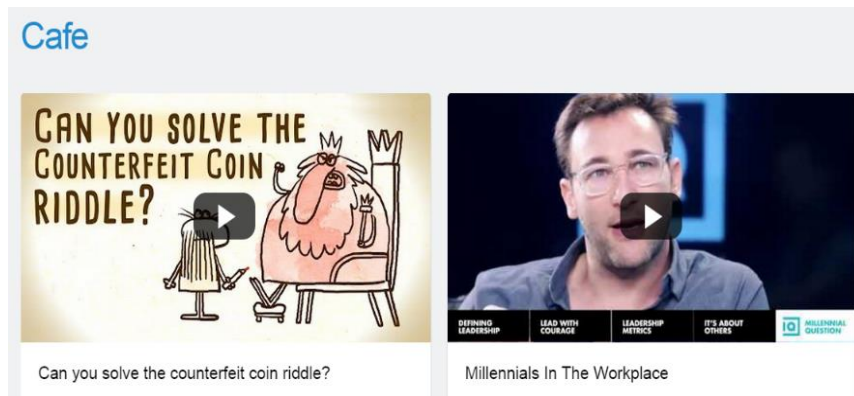 Cafe
CAN YOU SOLVE THE
COUNTERFEIT COIN
RIDDLE?
Can you solve the counterfeit coin riddle?
DEFINING
LEADERSHIP
LEAD WITH
COURAGE
LEADERSHIP
METRICS
IT'S ABOUT
OTHERS
IQ
MILLENNIAL
QUESTION
Millennials In The Workplace